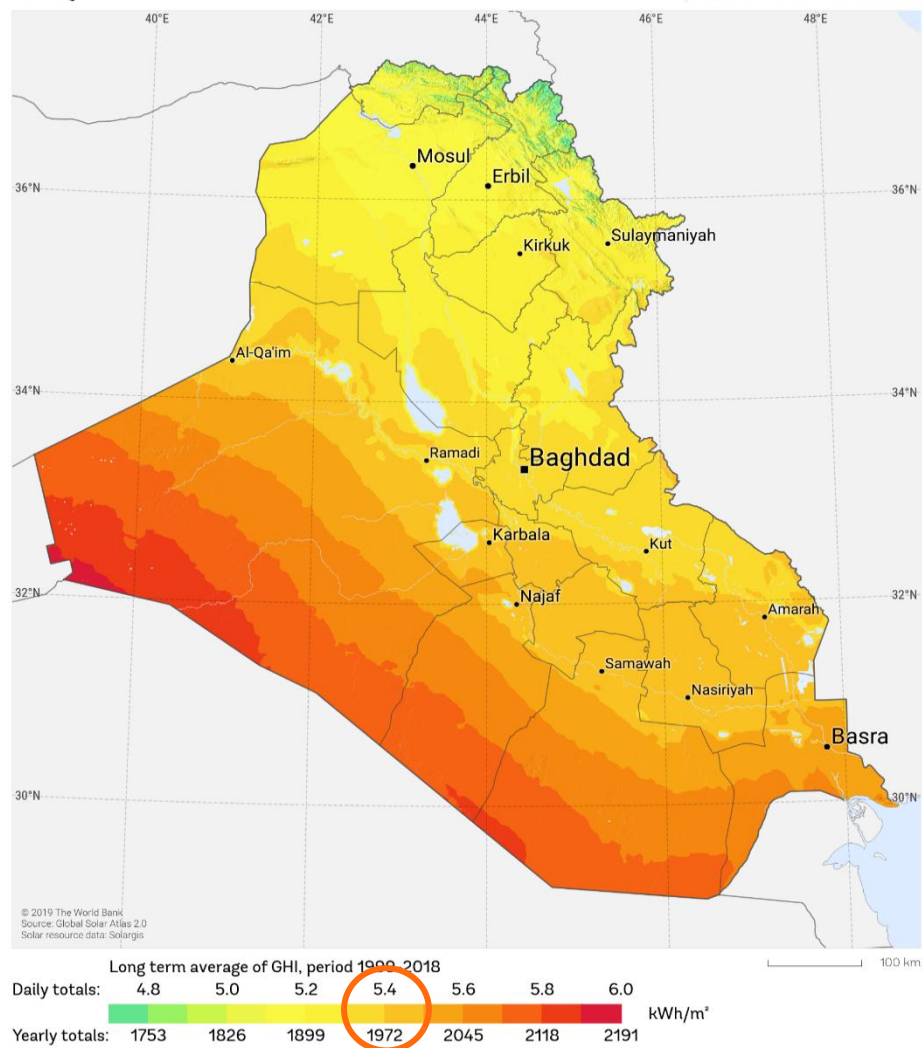 40°E 42°E 44°E 46°E 48°E
Mosul
Erbil
36°N 36°N
Sulaymaniyah
Kirkuk
Al-Qa'im
34°N 34°N
Ramadi
Baghdad
Karbala
Kut
32°N 32°N
Najaf
Amarah
Samawah
Nasiriyah
Basra
30°N 30°N
© 2019 The World Bank
Source: Global Solar Atlas 2.0
Solar resource data: Solargis
Long term average of GHI, period 1999-2018
100 km
Daily totals: 4.8 5.0 5.2 5.4 5.6 5.8 6.0
kWh/m²
Yearly totals: 1753 1826 1899 1972 2045 2118 2191